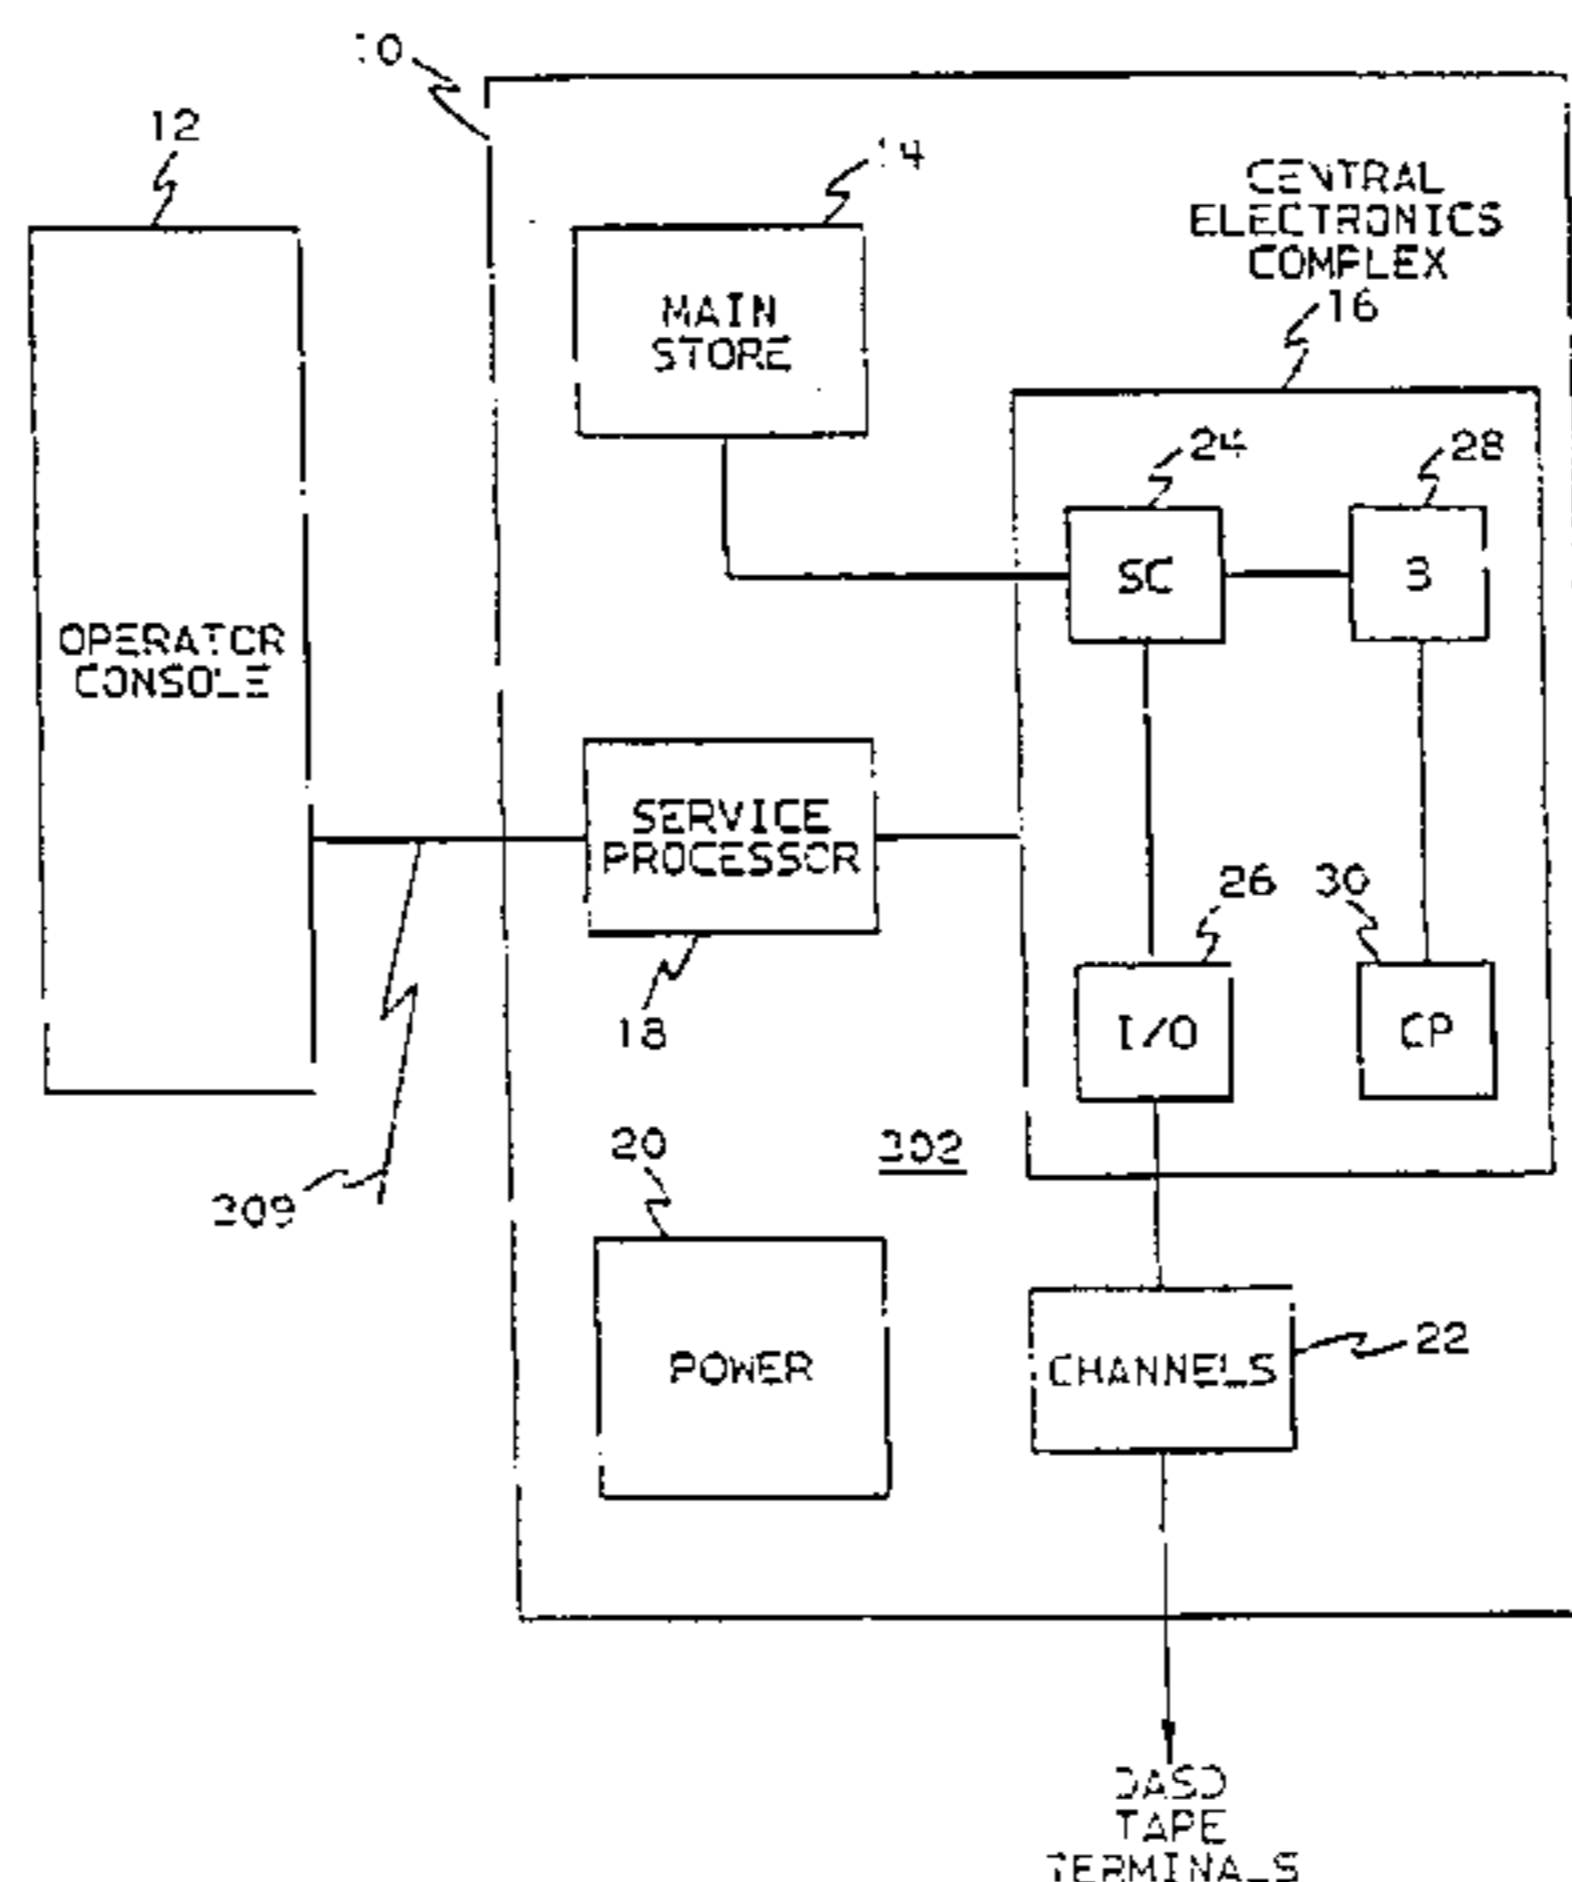 10
12
14
CENTRAL
ELECTRONICS
COMPLEX
16
MAIN
STORE
24
28
SC
OPERATOR
CONSOLE
SERVICE
PROCESSOR
18
26
30
I/O
CP
20
302
309
POWER
CHANNELS
22
DASD
TAPE
TERMINALS